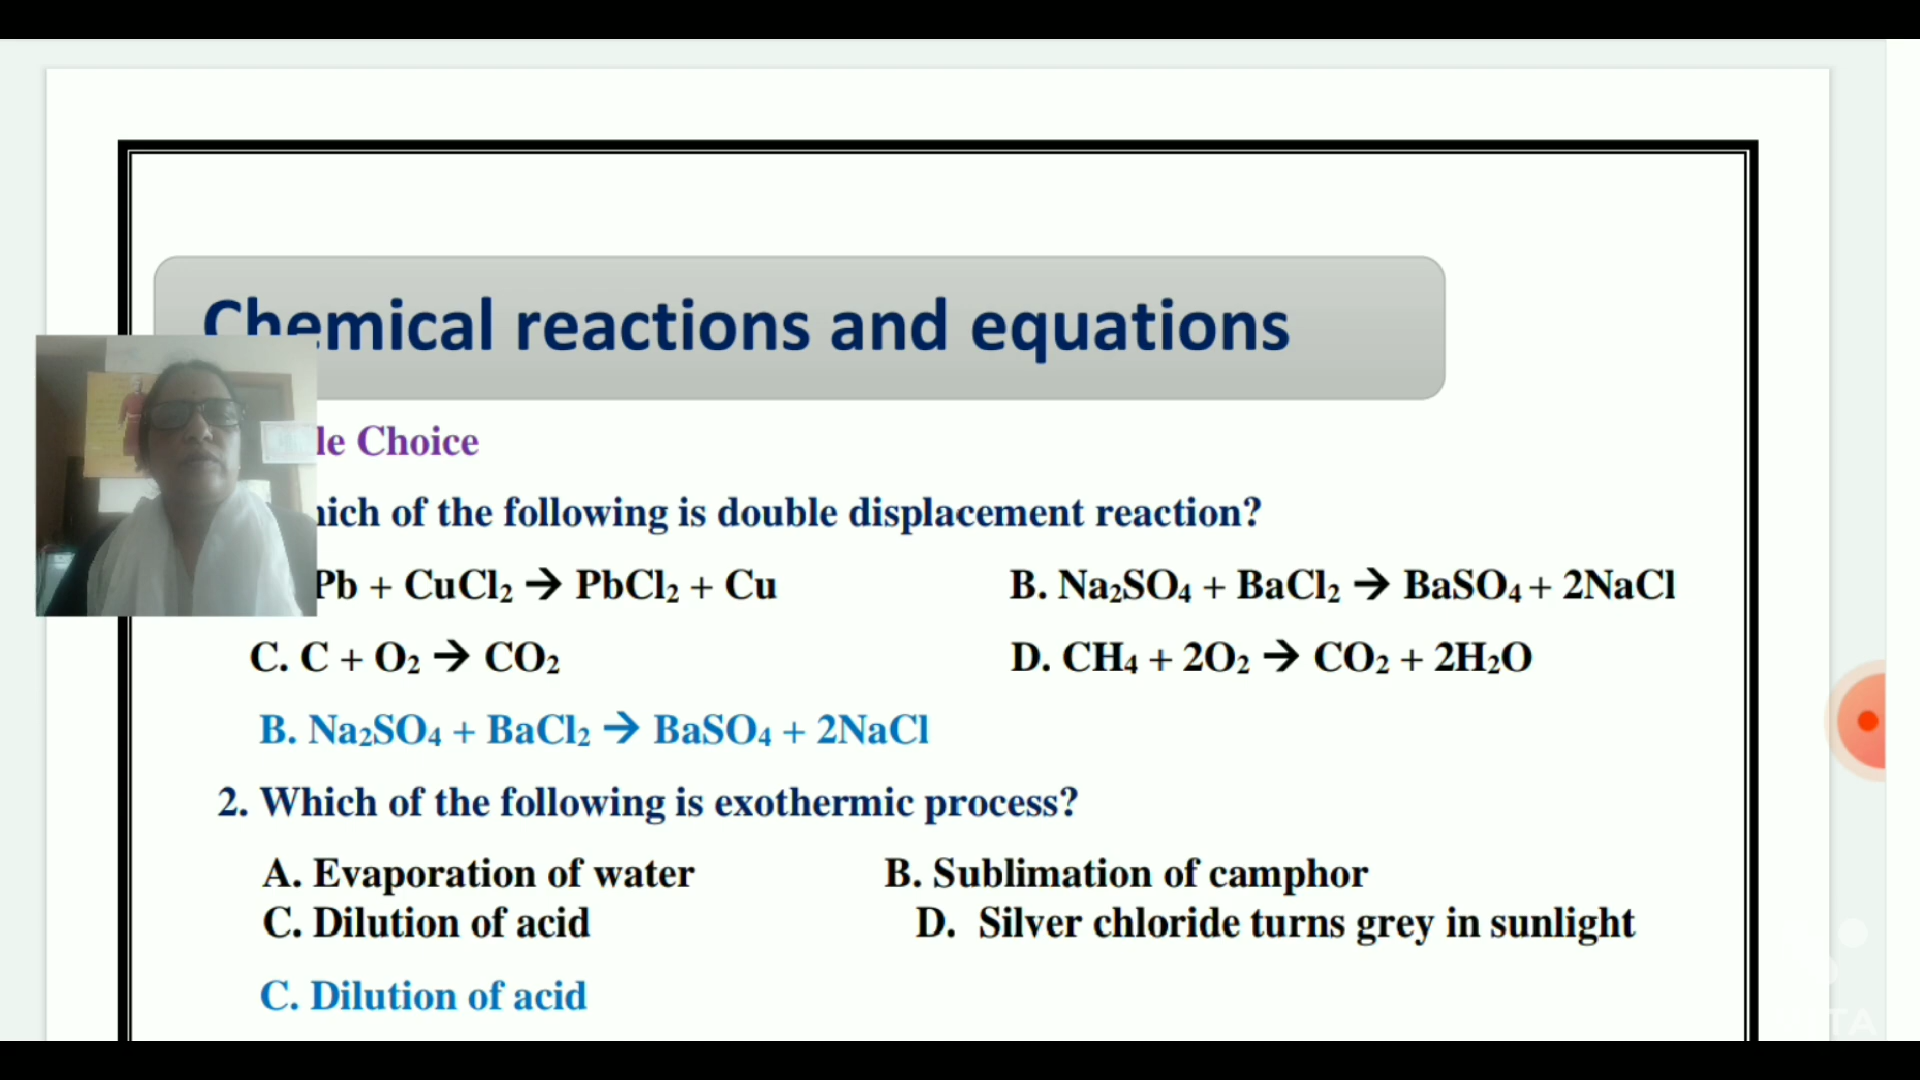 Chemical reactions and equations
le Choice
hich of the following is double displacement reaction?
Pb + CuCl₂ → PbCl₂ + Cu B. Na₂SO₄ + BaCl₂ → BaSO₄ + 2NaCl
C. C + O₂ → CO₂ D. CH₄ + 2O₂ → CO₂ + 2H₂O
B. Na₂SO₄ + BaCl₂ → BaSO₄ + 2NaCl
2. Which of the following is exothermic process?
A. Evaporation of water B. Sublimation of camphor
C. Dilution of acid D. Silver chloride turns grey in sunlight
C. Dilution of acid